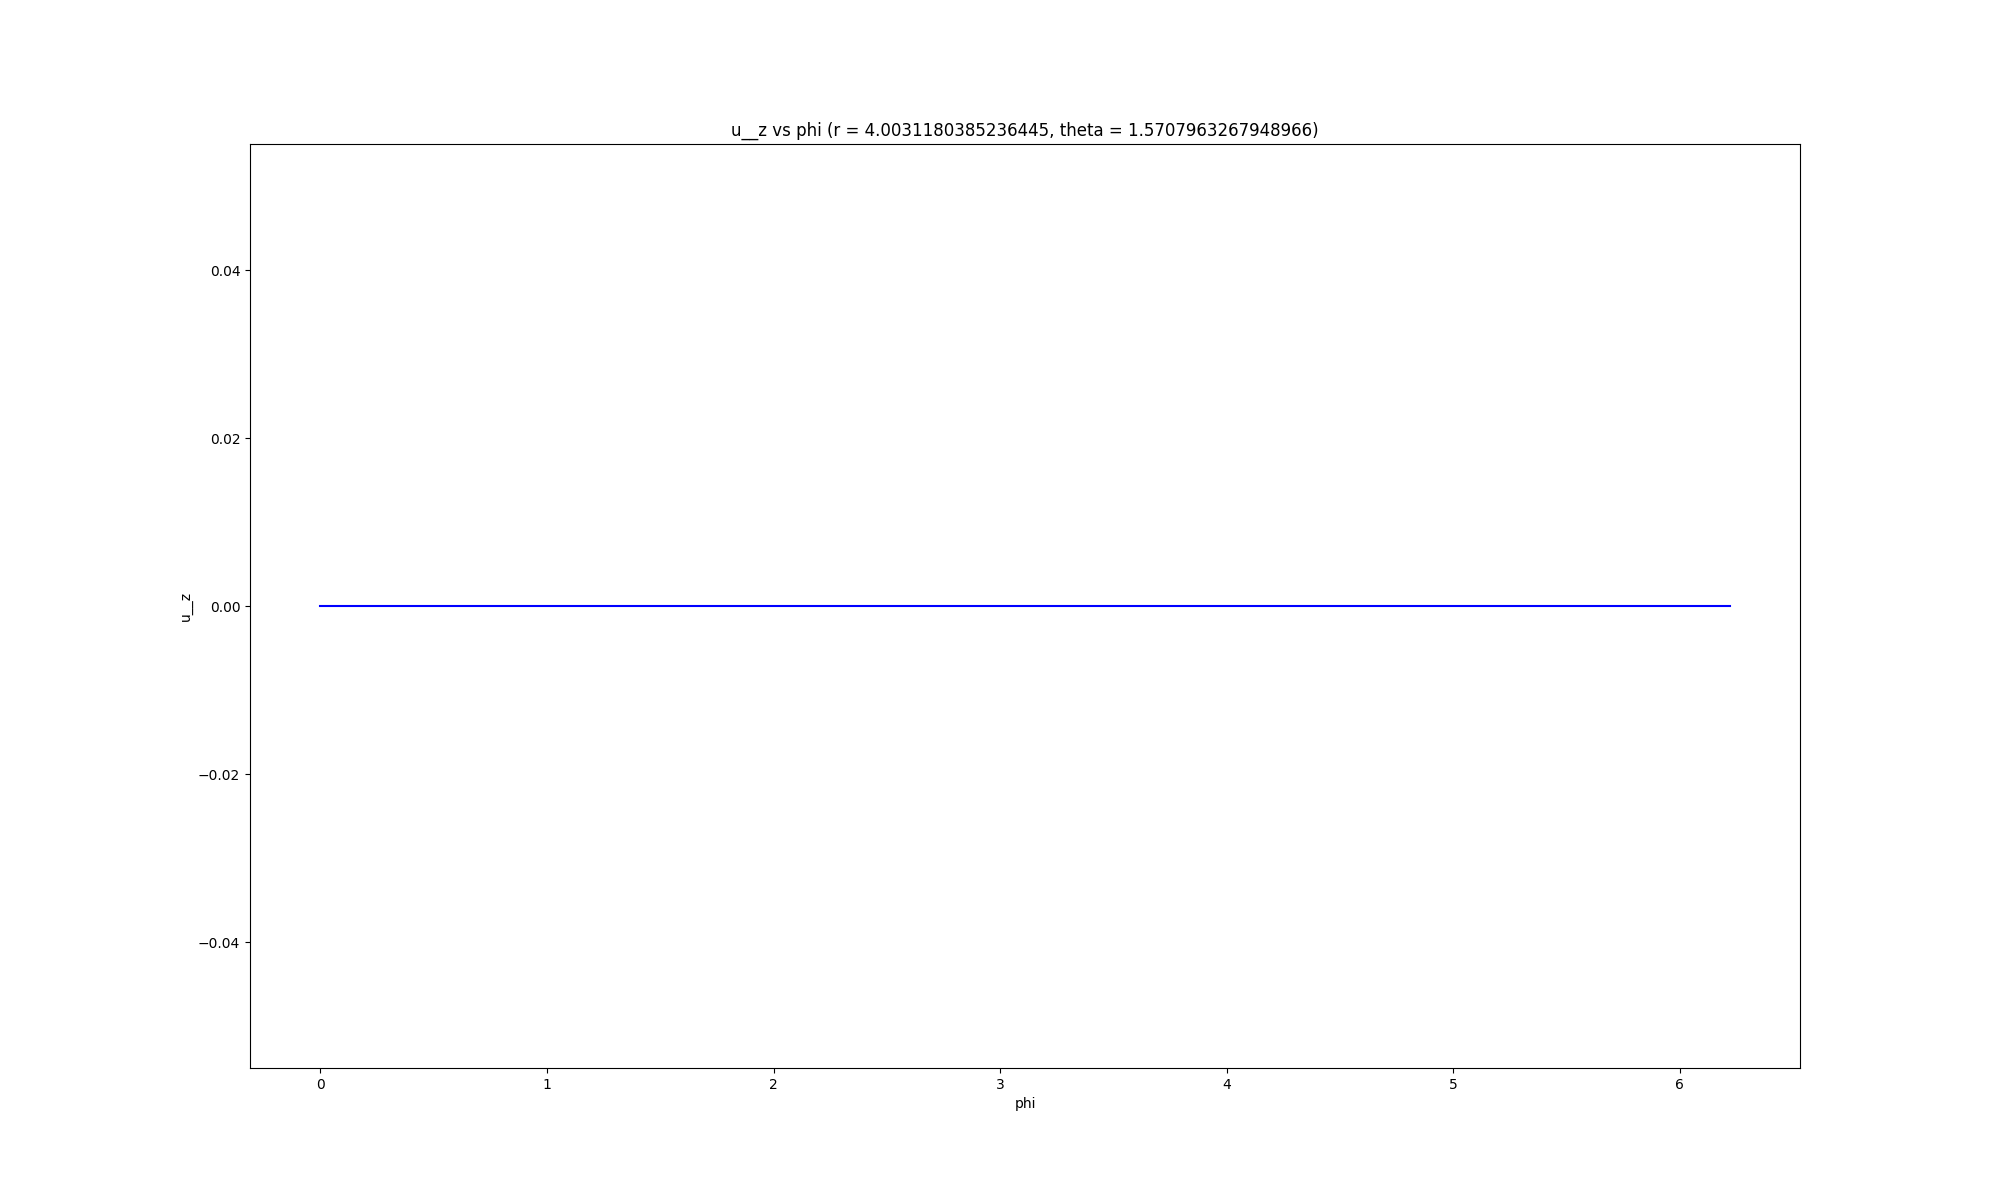 u__z vs phi (r = 4.0031180385236445, theta = 1.5707963267948966)
0.04
0.02
0.00
−0.02
−0.04
u__z
0 1 2 3 4 5 6
phi